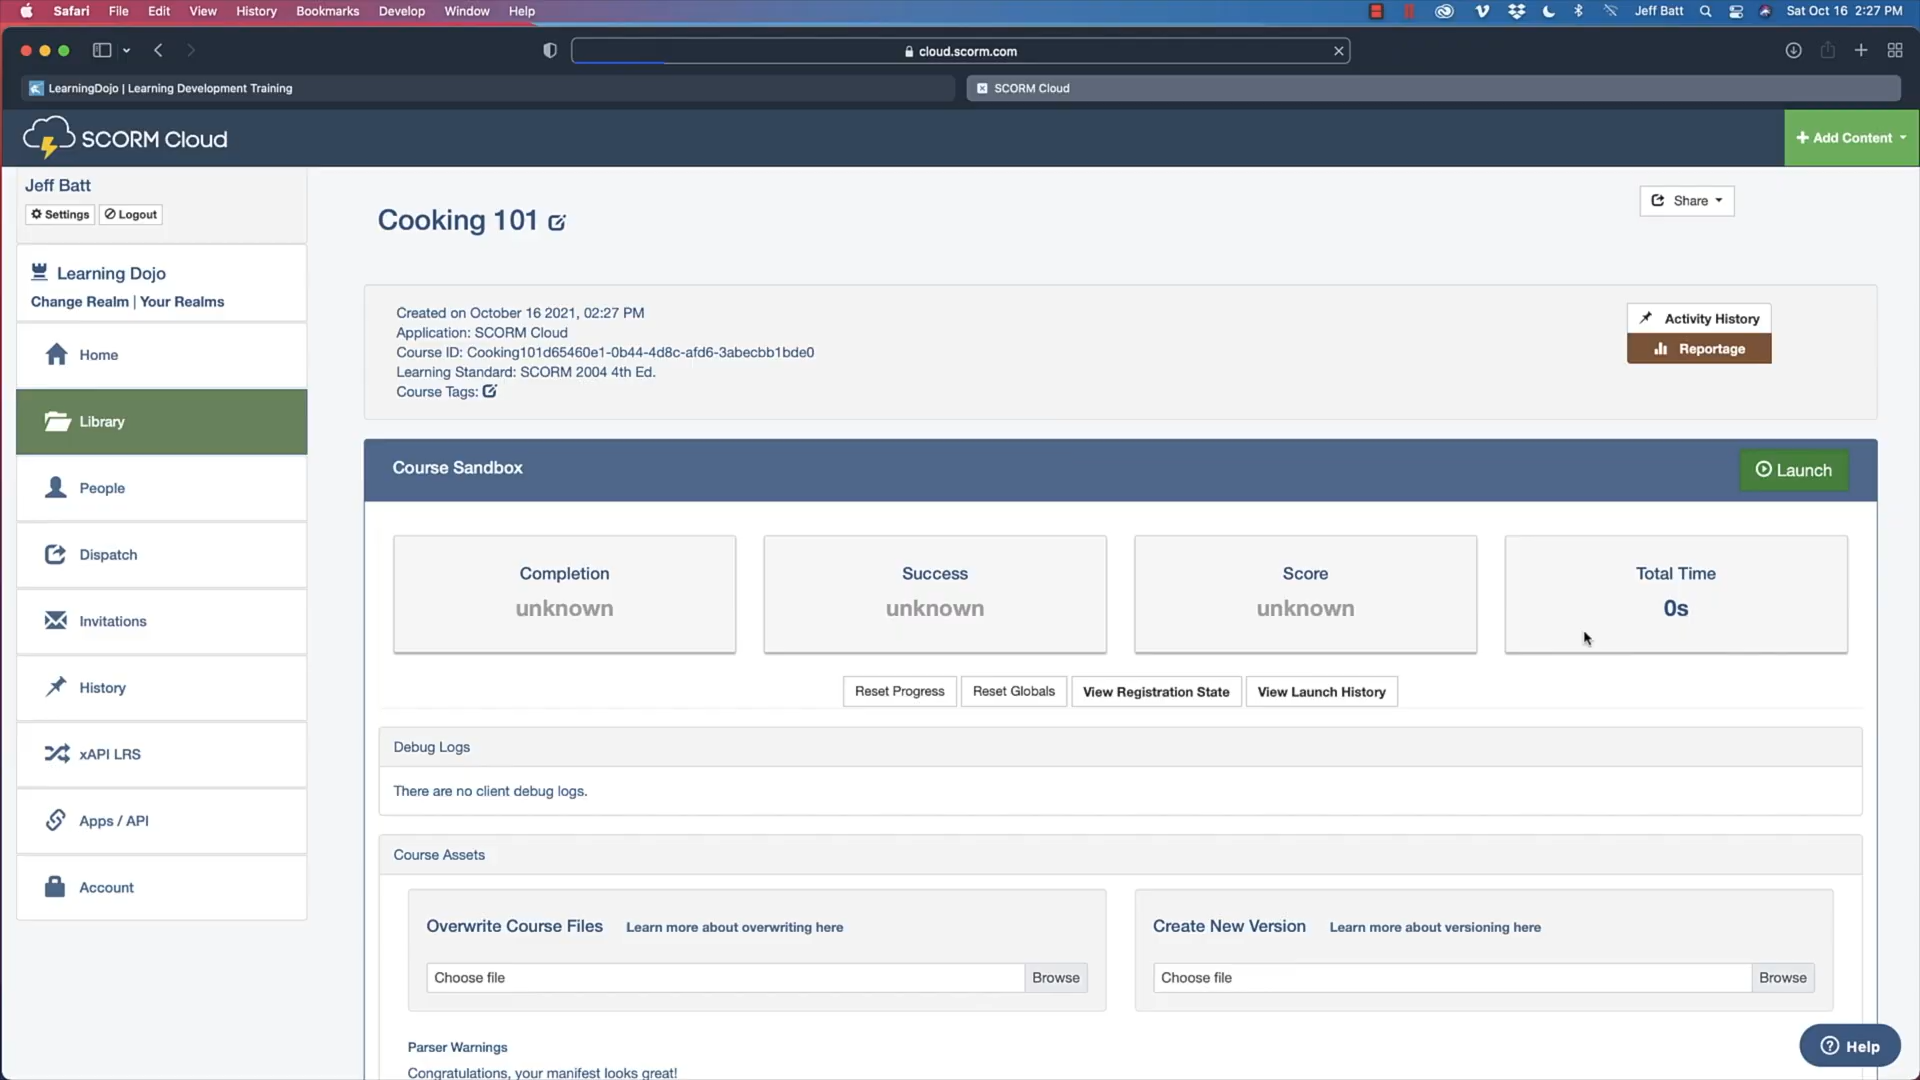 Safari File Edit View History Bookmarks Develop Window Help Jeff Batt Sat Oct 16 2:27 PM
cloud.scorm.com
LearningDojo | Learning Development Training
SCORM Cloud
SCORM Cloud
+ Add Content
Jeff Batt
Settings
Logout
Learning Dojo
Change Realm | Your Realms
Home
Library
People
Dispatch
Invitations
History
xAPI LRS
Apps / API
Account
Cooking 101
Share
Created on October 16 2021, 02:27 PM
Application: SCORM Cloud
Course ID: Cooking101d65460e1-0b44-4d8c-afd6-3abecbb1bde0
Learning Standard: SCORM 2004 4th Ed.
Course Tags:
Activity History
Reportage
Course Sandbox
Launch
Completion
unknown
Success
unknown
Score
unknown
Total Time
0s
Reset Progress
Reset Globals
View Registration State
View Launch History
Debug Logs
There are no client debug logs.
Course Assets
Overwrite Course Files Learn more about overwriting here
Choose file Browse
Create New Version Learn more about versioning here
Choose file Browse
Parser Warnings
Congratulations, your manifest looks great!
Help